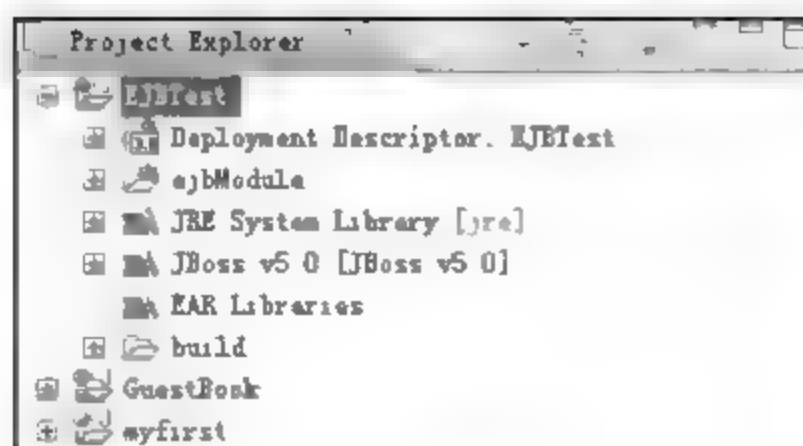 Project Explorer
EJBTest
Deployment Descriptor. EJBTest
ejbModule
JRE System Library [jre]
JBoss v5 0 [JBoss v5 0]
EAR Libraries
build
GuestBook
myfirst